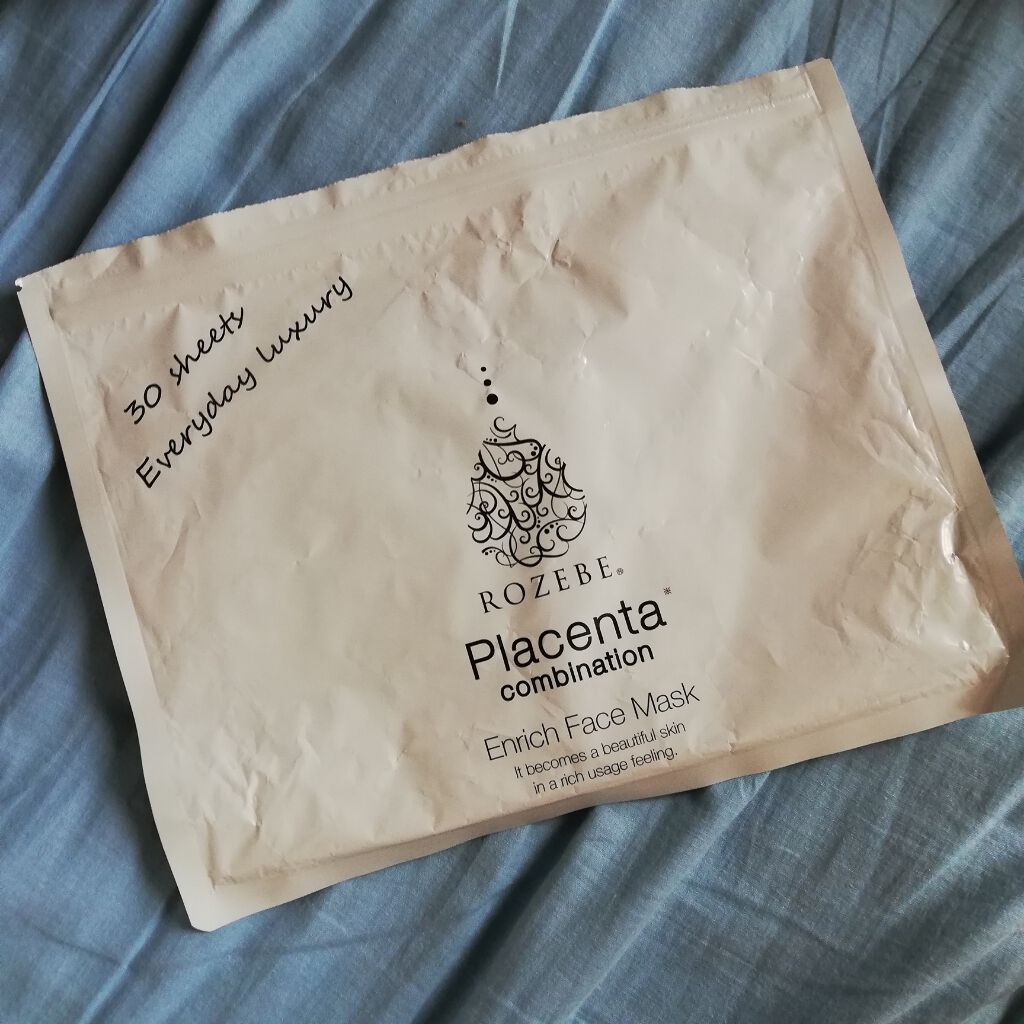 30 sheets
Everyday luxury
ROZEBE®
Placenta※
combination
Enrich Face Mask
It becomes a beautiful skin
in a rich usage feeling.